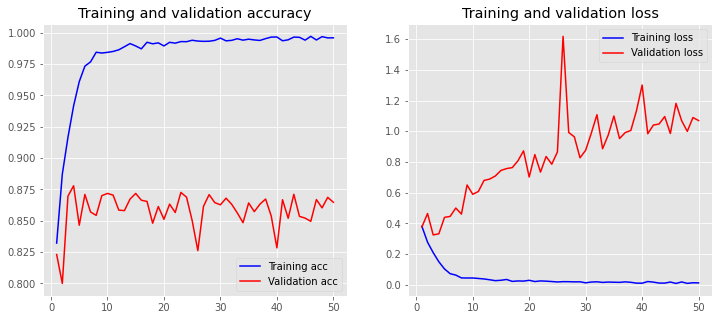 Training and validation accuracy
1.000
0.975
0.950
0.925
0.900
0.875
0.850
0.825
0.800
0 10 20 30 40 50
Training acc
Validation acc
Training and validation loss
1.6
1.4
1.2
1.0
0.8
0.6
0.4
0.2
0.0
0 10 20 30 40 50
Training loss
Validation loss